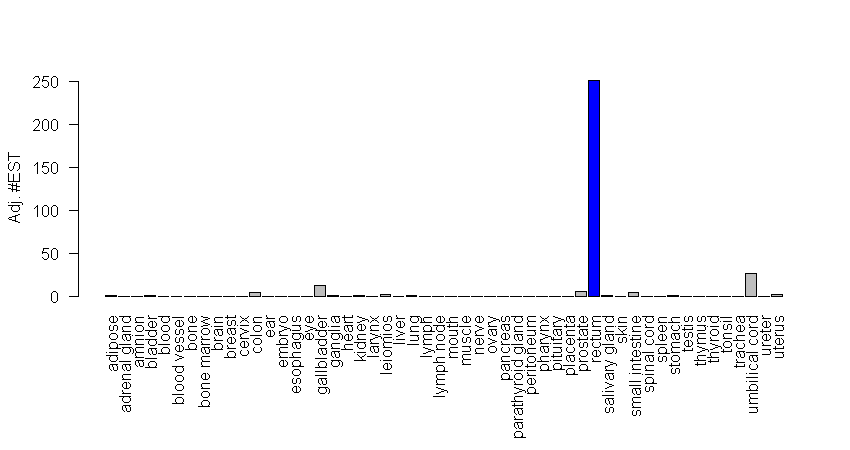 250
200
150
100
50
0
Adj. #EST
adipose
adrenal gland
amnion
bladder
blood
blood vessel
bone
bone marrow
brain
breast
cervix
colon
ear
embryo
esophagus
eye
gallbladder
ganglia
heart
kidney
larynx
leiomios
liver
lung
lymph
lymph node
mouth
muscle
nerve
ovary
pancreas
parathyroid gland
peritoneum
pharynx
pituitary
placenta
prostate
rectum
salivary gland
skin
small intestine
spinal cord
spleen
stomach
testis
thymus
thyroid
tonsil
trachea
umbilical cord
ureter
uterus